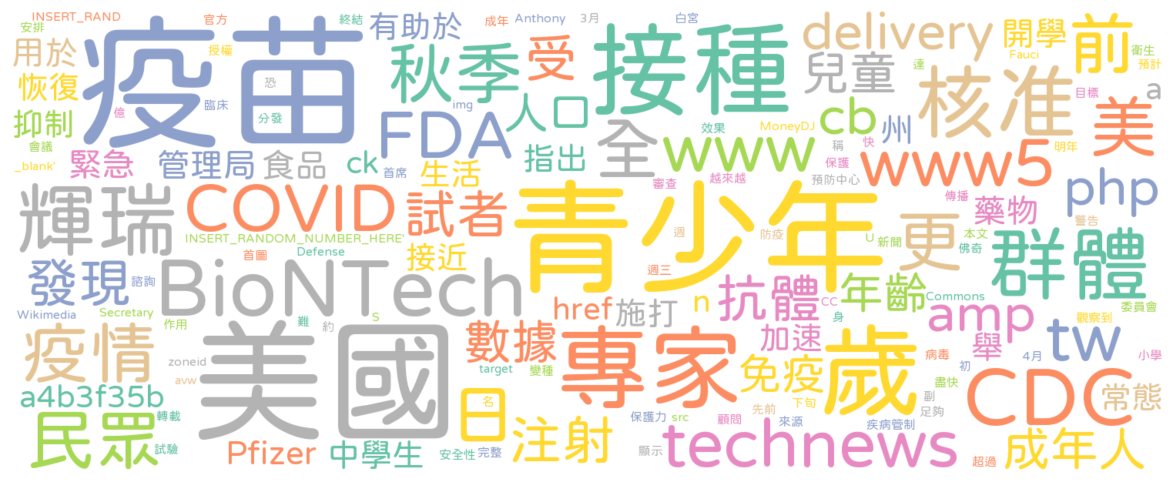 INSERT_RAND
官方
終結
有助於
成年
Anthony
3月
白宮
delivery
開學
前
衛生
預計
安排
用於
疫苗
授權
秋季
受
接種
兒童
Fauci
達
核准
目標
a
恢復
恐
臨床
分發
img
人口
效果
MoneyDJ
cb
州
快
美
億
抑制
會議
FDA
指出
全
www
稱
保護
www5
明年
_blank'
緊急
管理局
食品
ck
首席
生活
審查
越來越
預防中心
傳播
php
輝瑞
COVID
試者
青少年
藥物
警告
INSERT_RANDOM_NUMBER_HERE'
週
防疫
更
U
新聞
本文
佛奇
群體
首圖
Defense
接近
週三
發現
諮詢
BioNTech
抗體
年齡
Commons
委員會
Wikimedia
Secretary
作用
難
約
S
href
施打
n
CC
身
amp
觀察到
疫情
zoneid
avw
美國
數據
target
變種
專家
加速
免疫
歲
舉
病毒
初
4月
tw
小學
a4b3f35b
轉載
日
名
注射
保護力
src
顧問
先前
下旬
來源
盡快
副
足夠
CDC
常態
民眾
試驗
Pfizer
中學生
安全性
完整
顯示
technews
疾病管制
超過
成年人